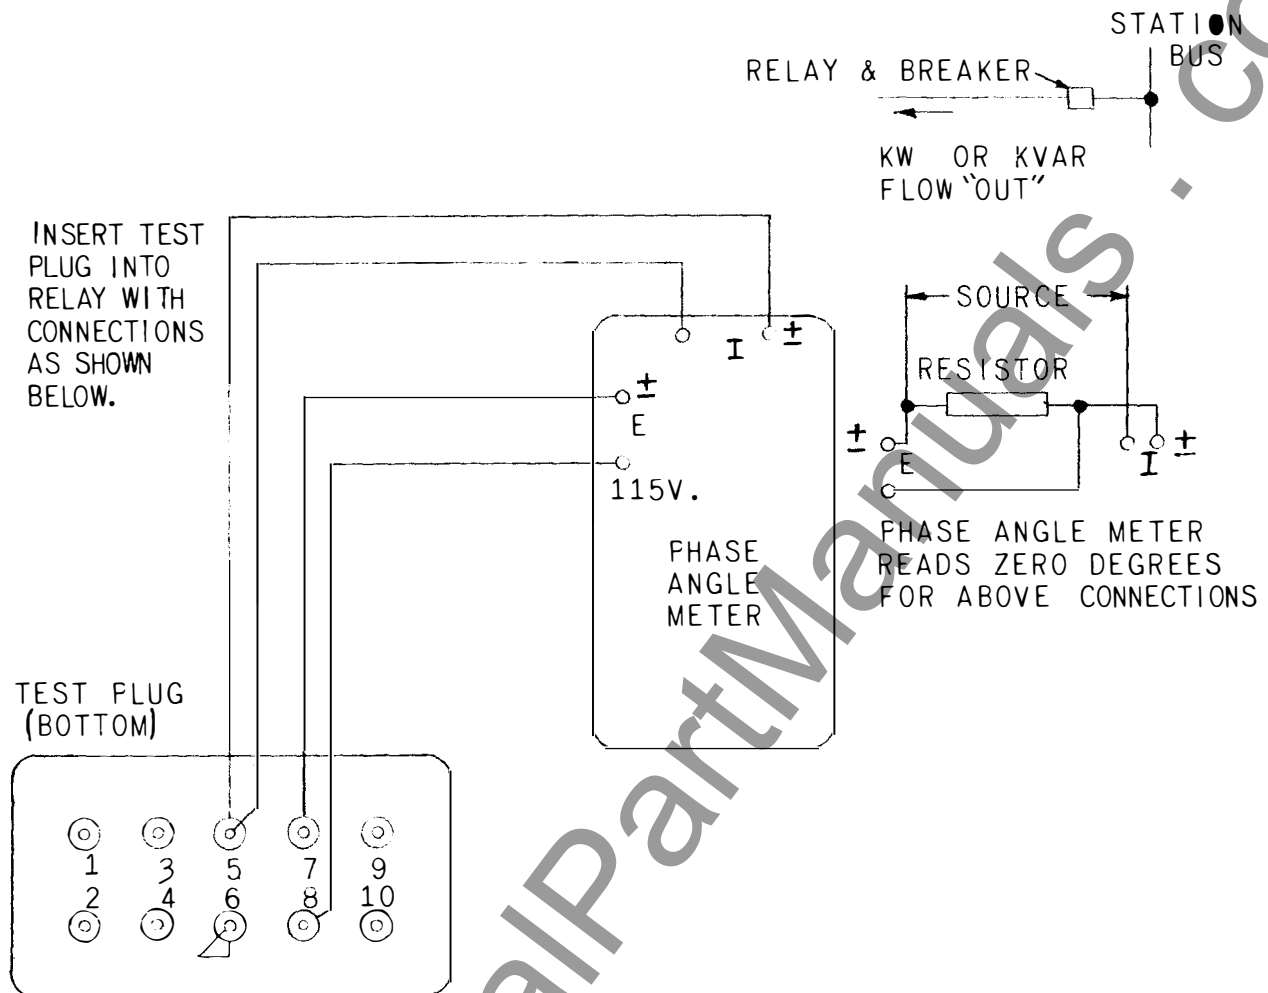 STATION
BUS
RELAY & BREAKER
KW OR KVAR
FLOW "OUT"
INSERT TEST
PLUG INTO
RELAY WITH
CONNECTIONS
AS SHOWN
BELOW.
SOURCE
RESISTOR
I ±
±
E
115V.
± E
I ±
PHASE
ANGLE
METER
PHASE ANGLE METER
READS ZERO DEGREES
FOR ABOVE CONNECTIONS
TEST PLUG
(BOTTOM)
1 3 5 7 9
2 4 6 8 10
alPartManuals . co